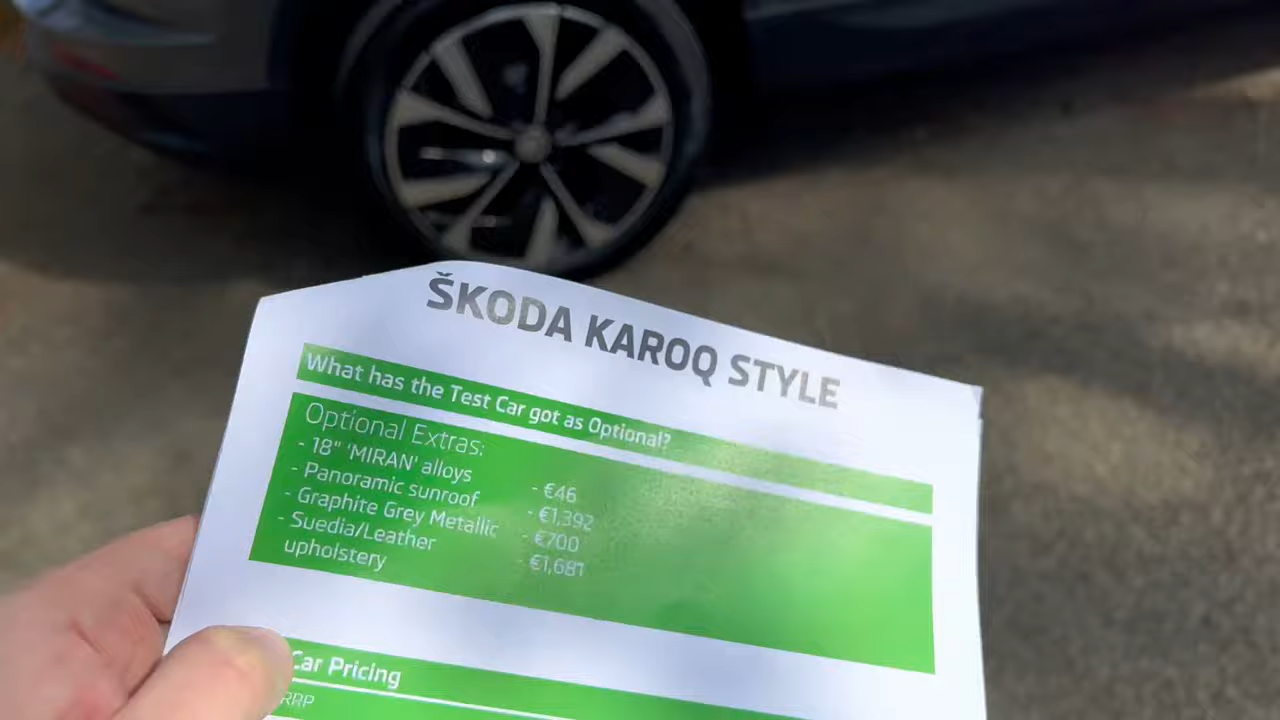 ŠKODA KAROQ STYLE
What has the Test Car got as Optional?
Optional Extras:
- 18" 'MIRAN' alloys - €46
- Panoramic sunroof - €1,392
- Graphite Grey Metallic - €700
- Suedia/Leather - €1,681
upholstery
Car Pricing
RRP